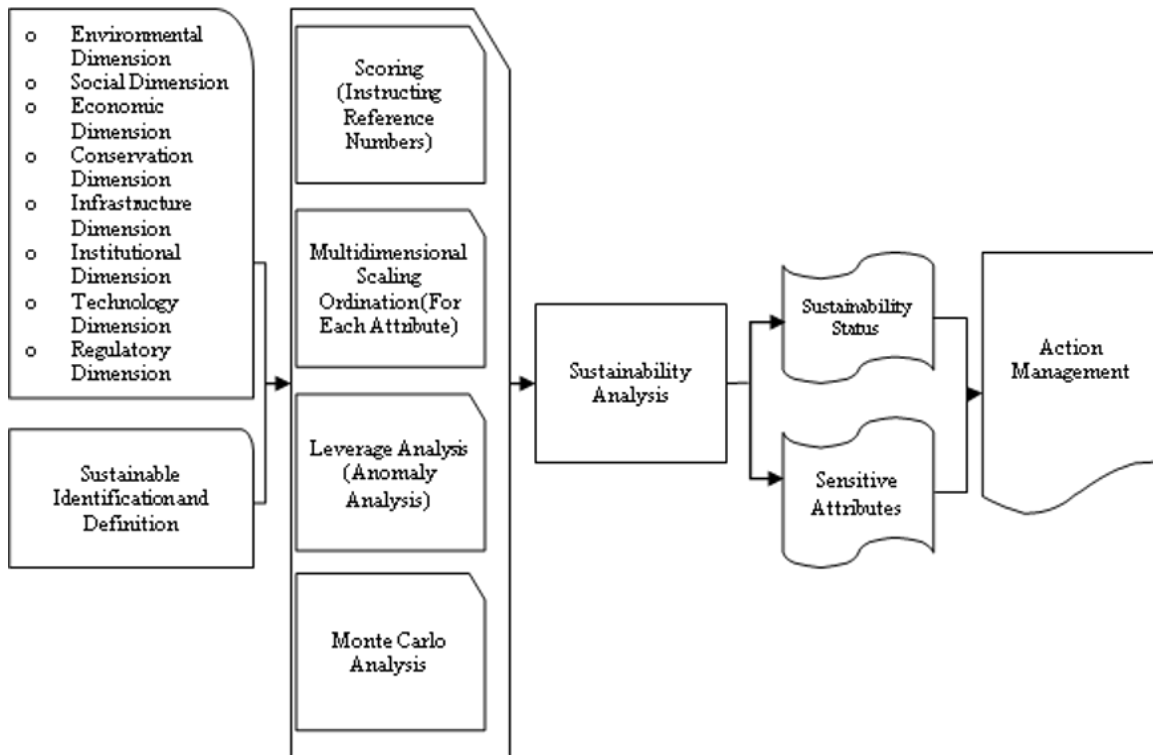 o Environmental
Dimension
o Social Dimension
o Economic
Dimension
o Conservation
Dimension
o Infrastructure
Dimension
o Institutional
Dimension
o Technology
Dimension
o Regulatory
Dimension
Sustainable
Identification and
Definition
Scoring
(Instructing
Reference
Numbers)
Multidimensional
Scaling
Ordination (For
Each Attribute)
Leverage Analysis
(Anomaly
Analysis)
Monte Carlo
Analysis
Sustainability
Analysis
Sustainability
Status
Sensitive
Attributes
Action
Management